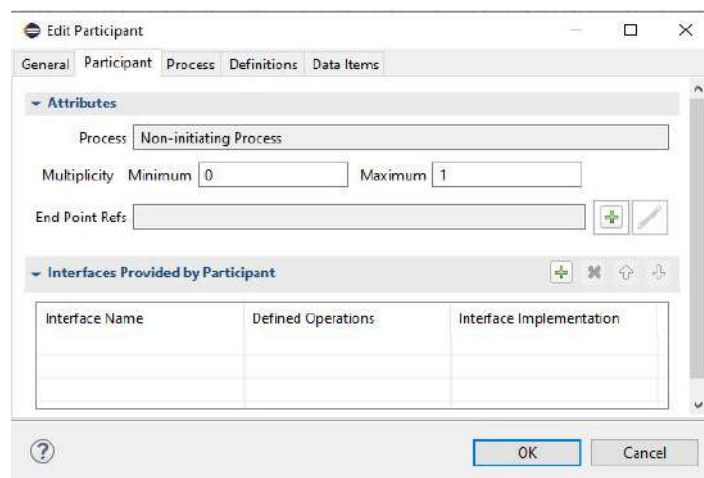 Edit Participant
General Participant Process Definitions Data Items
Attributes
Process Non-initiating Process
Multiplicity Minimum 0 Maximum 1
End Point Refs
Interfaces Provided by Participant
Interface Name Defined Operations Interface Implementation
OK Cancel